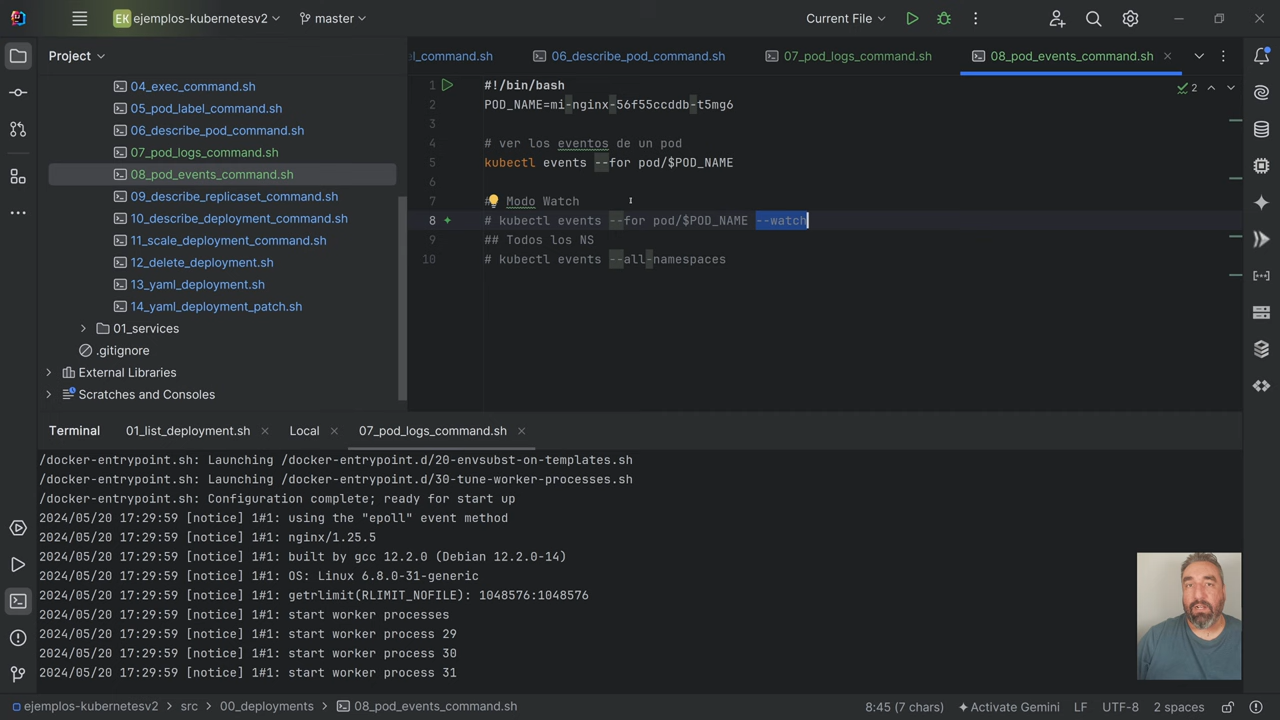 EK ejemplos-kubernetesv2
master
Current File
Project
l_command.sh
06_describe_pod_command.sh
07_pod_logs_command.sh
08_pod_events_command.sh
04_exec_command.sh
05_pod_label_command.sh
06_describe_pod_command.sh
07_pod_logs_command.sh
08_pod_events_command.sh
09_describe_replicaset_command.sh
10_describe_deployment_command.sh
11_scale_deployment_command.sh
12_delete_deployment.sh
13_yaml_deployment.sh
14_yaml_deployment_patch.sh
01_services
.gitignore
External Libraries
Scratches and Consoles
1 #!/bin/bash
2 POD_NAME=mi-nginx-56f55ccddb-t5mg6
3
4 # ver los eventos de un pod
5 kubectl events --for pod/$POD_NAME
6
7 # Modo Watch
8 # kubectl events --for pod/$POD_NAME --watch
9 ## Todos los NS
10 # kubectl events --all-namespaces
2
Terminal
01_list_deployment.sh
Local
07_pod_logs_command.sh
/docker-entrypoint.sh: Launching /docker-entrypoint.d/20-envsubst-on-templates.sh
/docker-entrypoint.sh: Launching /docker-entrypoint.d/30-tune-worker-processes.sh
/docker-entrypoint.sh: Configuration complete; ready for start up
2024/05/20 17:29:59 [notice] 1#1: using the "epoll" event method
2024/05/20 17:29:59 [notice] 1#1: nginx/1.25.5
2024/05/20 17:29:59 [notice] 1#1: built by gcc 12.2.0 (Debian 12.2.0-14)
2024/05/20 17:29:59 [notice] 1#1: OS: Linux 6.8.0-31-generic
2024/05/20 17:29:59 [notice] 1#1: getrlimit(RLIMIT_NOFILE): 1048576:1048576
2024/05/20 17:29:59 [notice] 1#1: start worker processes
2024/05/20 17:29:59 [notice] 1#1: start worker process 29
2024/05/20 17:29:59 [notice] 1#1: start worker process 30
2024/05/20 17:29:59 [notice] 1#1: start worker process 31
ejemplos-kubernetesv2 > src > 00_deployments > 08_pod_events_command.sh
8:45 (7 chars)
Activate Gemini
LF
UTF-8
2 spaces